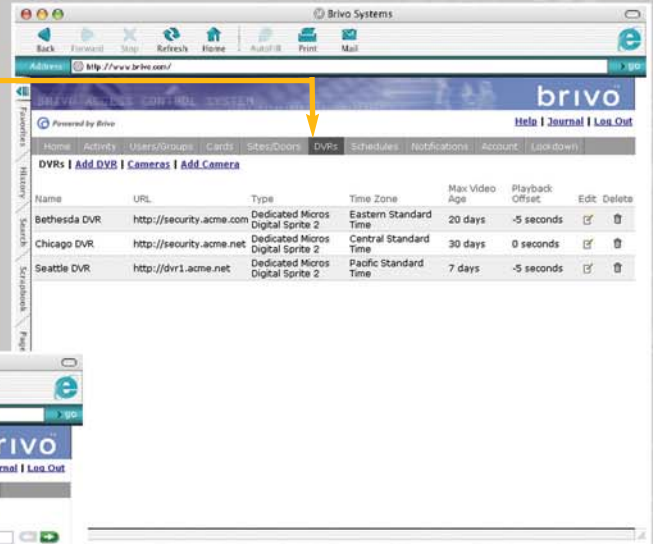 Brivo Systems
Back Forward Stop Refresh Home AutoFill Print Mail
Address http://www.brivo.com/ go
BRIVO ACCESS CONTROL SYSTEM brivo
Powered by Brivo Help | Journal | Log Out
Home Activity Users/Groups Cards Sites/Doors DVRs Schedules Notifications Account Lockdown
DVRs | Add DVR | Cameras | Add Camera
Name URL Type Time Zone Max Video Age Playback Offset Edit Delete
Bethesda DVR http://security.acme.com Dedicated Micros Digital Sprite 2 Eastern Standard Time 20 days -5 seconds
Chicago DVR http://security.acme.net Dedicated Micros Digital Sprite 2 Central Standard Time 30 days 0 seconds
Seattle DVR http://dvr1.acme.net Dedicated Micros Digital Sprite 2 Pacific Standard Time 7 days -5 seconds
Favorites
History
Search
Scrapbook
Page
go
rivo
rnal | Log Out